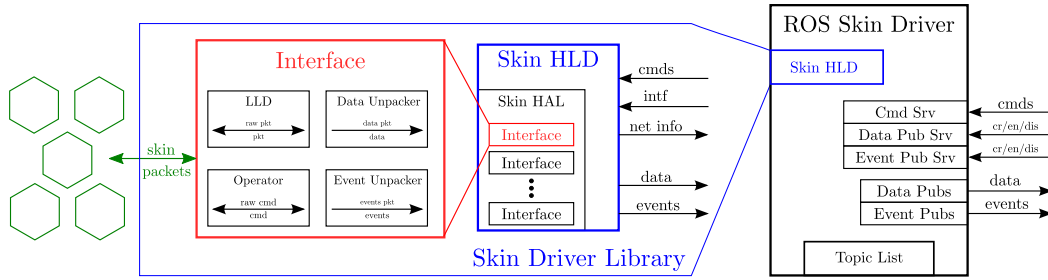 skin
packets
Interface
LLD
raw pkt
pkt
Data Unpacker
data pkt
data
Operator
raw cmd
cmd
Event Unpacker
events pkt
events
Skin HLD
Skin HAL
Interface
Interface
Interface
cmds
intf
net info
data
events
Skin Driver Library
ROS Skin Driver
Skin HLD
Cmd Srv
Data Pub Srv
Event Pub Srv
Data Pubs
Event Pubs
Topic List
cmds
cr/en/dis
cr/en/dis
data
events